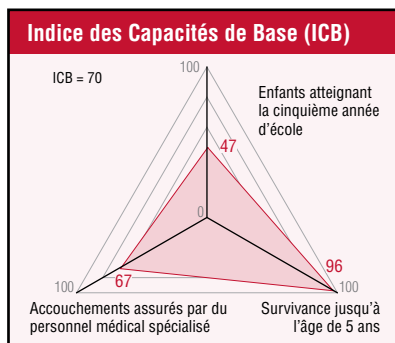 Indice des Capacités de Base (ICB)
100
ICB = 70
Enfants atteignant
la cinquième année
d'école
47
0
96
100
67
100
Accouchements assurés par du
personnel médical spécialisé
Survivance jusqu'à
l'âge de 5 ans